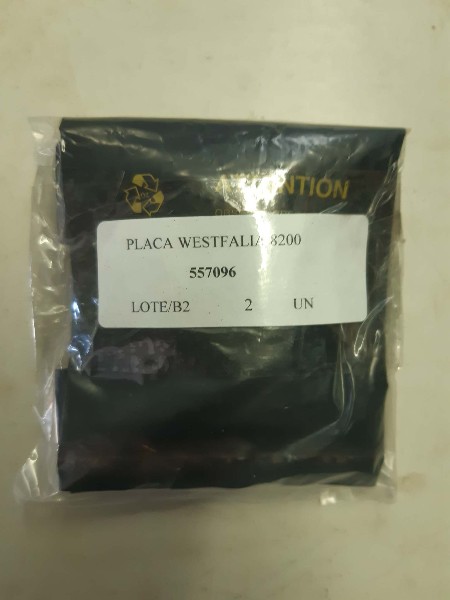 ATTENTION
PLACA WESTFALIA 8200
557096
LOTE/B2 2 UN